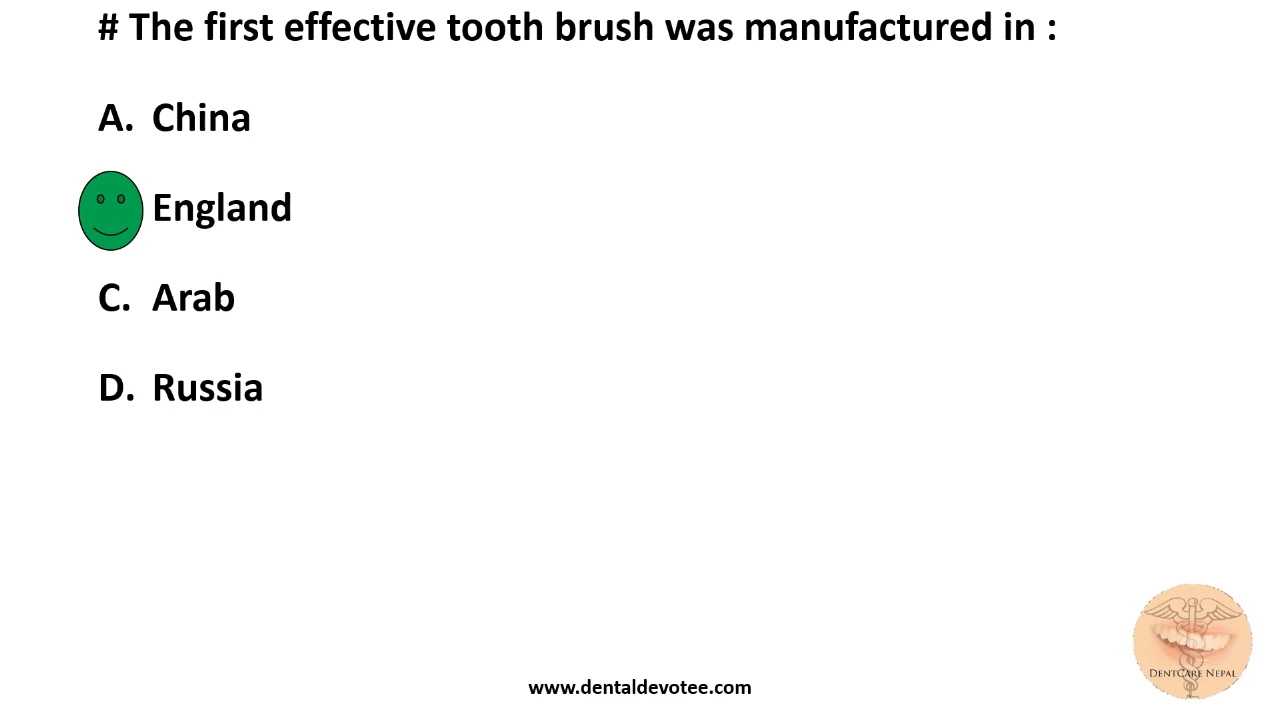 # The first effective tooth brush was manufactured in :
A. China
England
C. Arab
D. Russia
DentCare Nepal
www.dentaldevotee.com